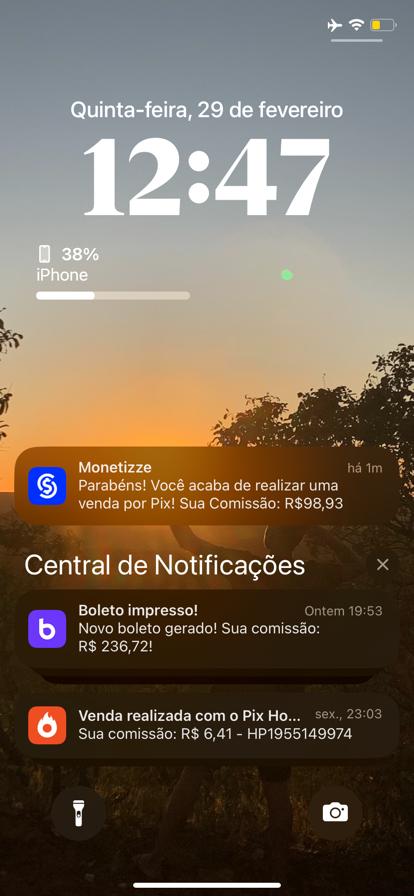 Quinta-feira, 29 de fevereiro
12:47
38%
iPhone
Monetizze
há 1m
Parabéns! Você acaba de realizar uma
venda por Pix! Sua Comissão: R$98,93
Central de Notificações
Boleto impresso!
Ontem 19:53
Novo boleto gerado! Sua comissão:
R$ 236,72!
Venda realizada com o Pix Ho...
sex., 23:03
Sua comissão: R$ 6,41 - HP1955149974